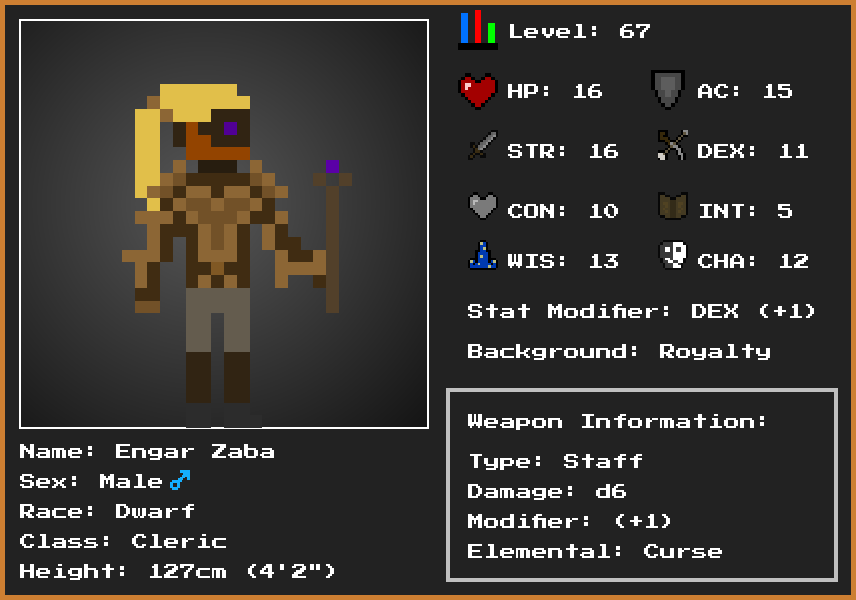 Level: 67
HP: 16
AC: 15
STR: 16
DEX: 11
CON: 10
INT: 5
WIS: 13
CHA: 12
Stat Modifier: DEX (+1)
Background: Royalty
Weapon Information:
Type: Staff
Damage: d6
Modifier: (+1)
Elemental: Curse
Name: Engar Zaba
Sex: Male♂
Race: Dwarf
Class: Cleric
Height: 127cm (4'2")